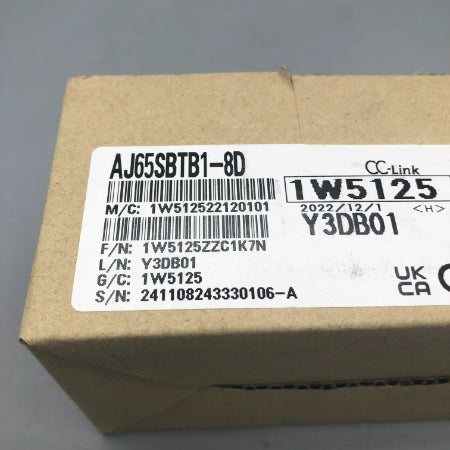 AJ65SBTB1-8D
CC-Link
1W5125
M/C: 1W512522120101
2022/12/1 <H>
Y3DB01
F/N: 1W5125ZZC1K7N
L/N: Y3DB01
G/C: 1W5125
S/N: 241108243330106-A
UK
CA